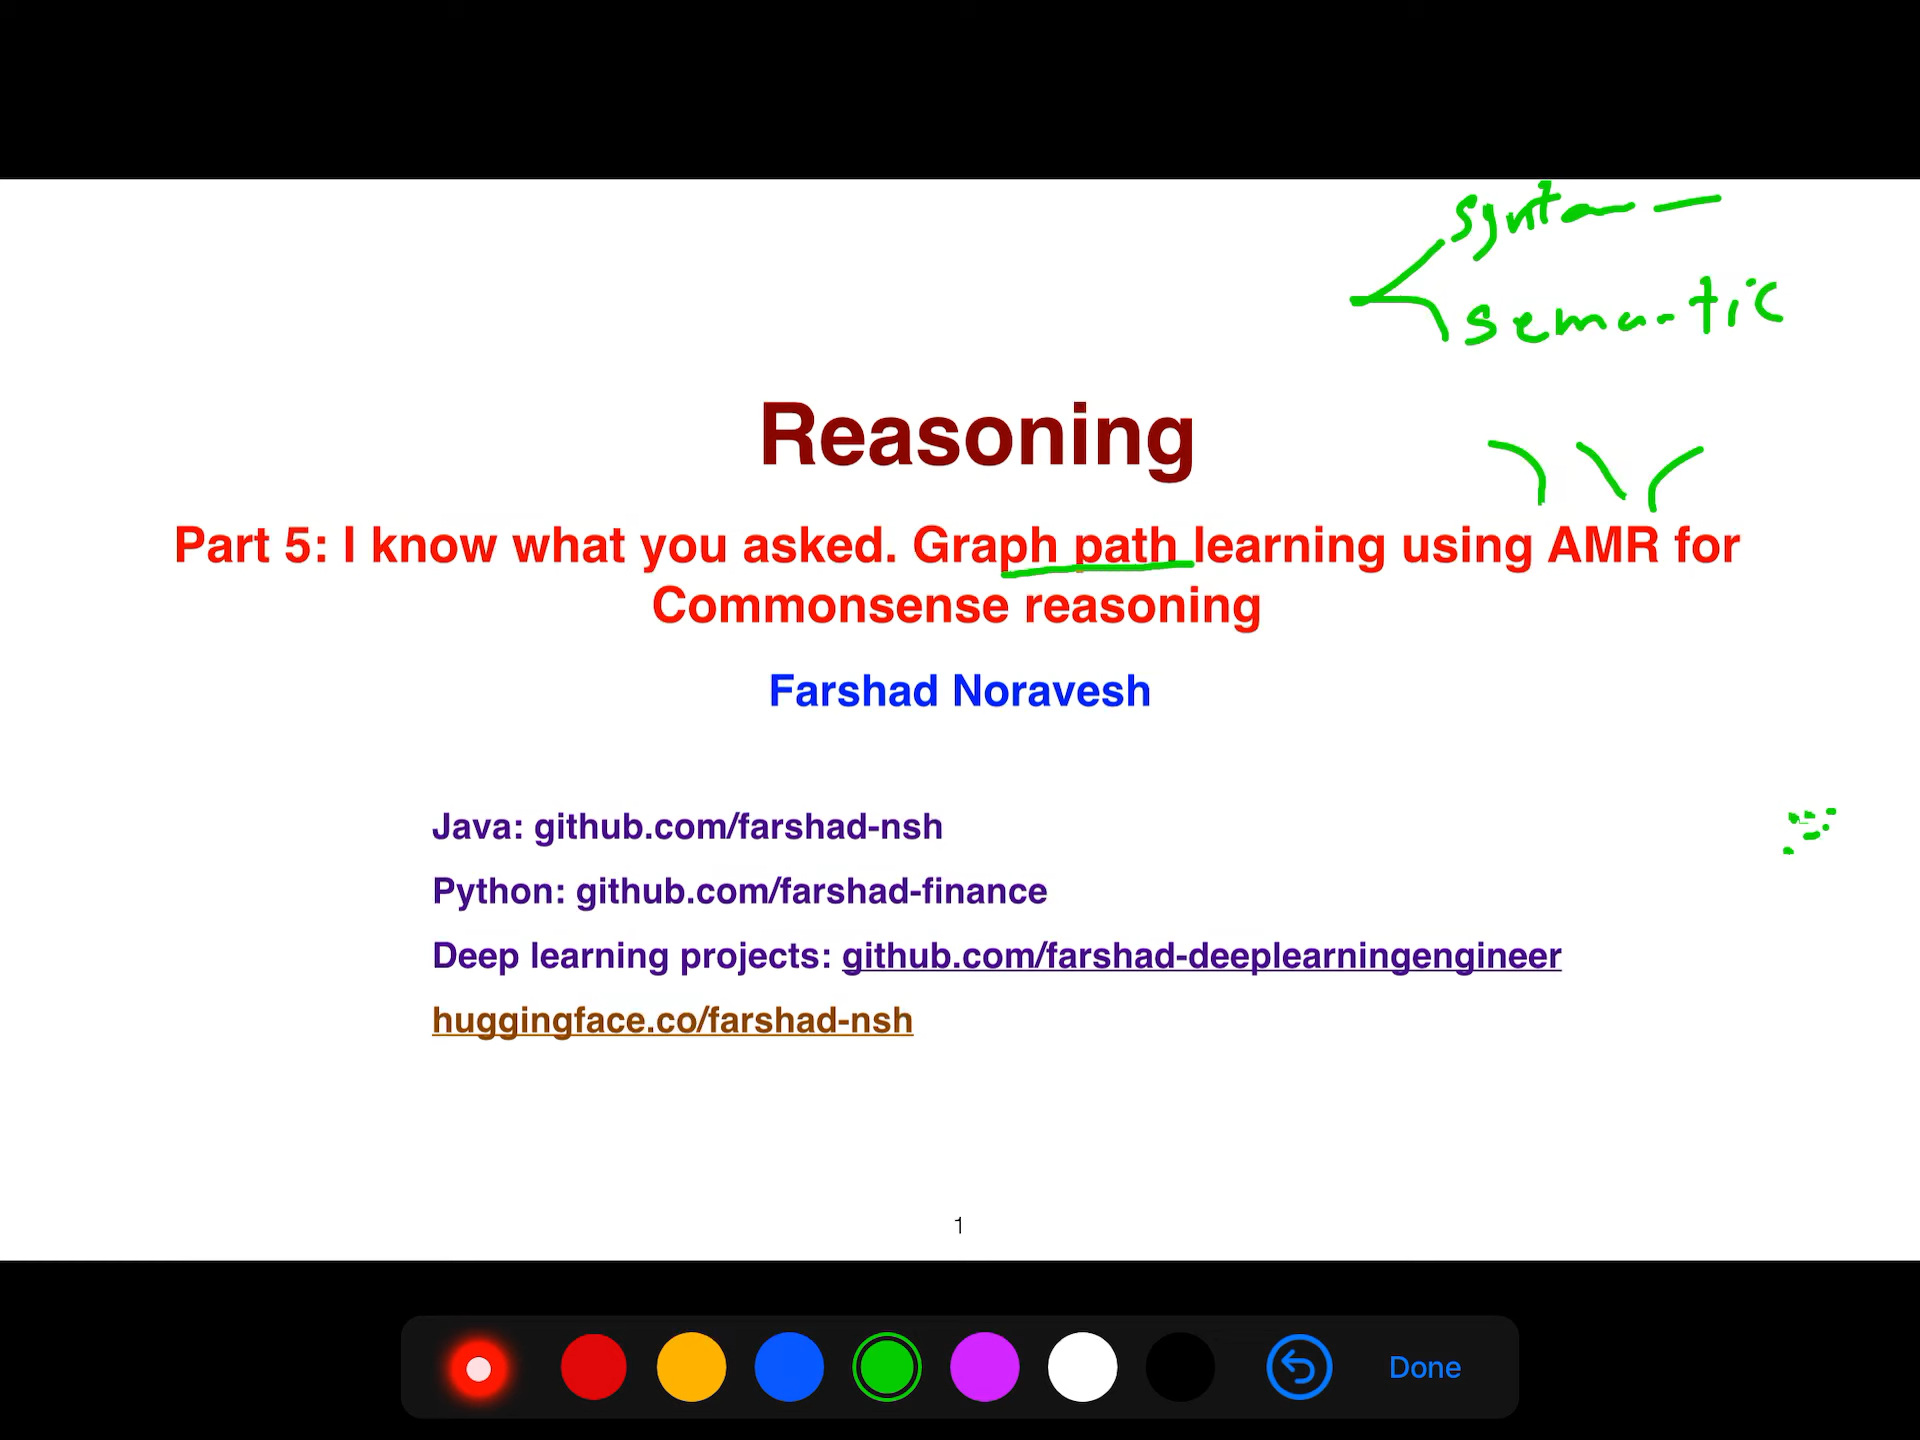 synta
semantic
Reasoning
Part 5: I know what you asked. Graph path learning using AMR for
Commonsense reasoning
Farshad Noravesh
Java: github.com/farshad-nsh
Python: github.com/farshad-finance
Deep learning projects: github.com/farshad-deeplearningengineer
huggingface.co/farshad-nsh
1
Done